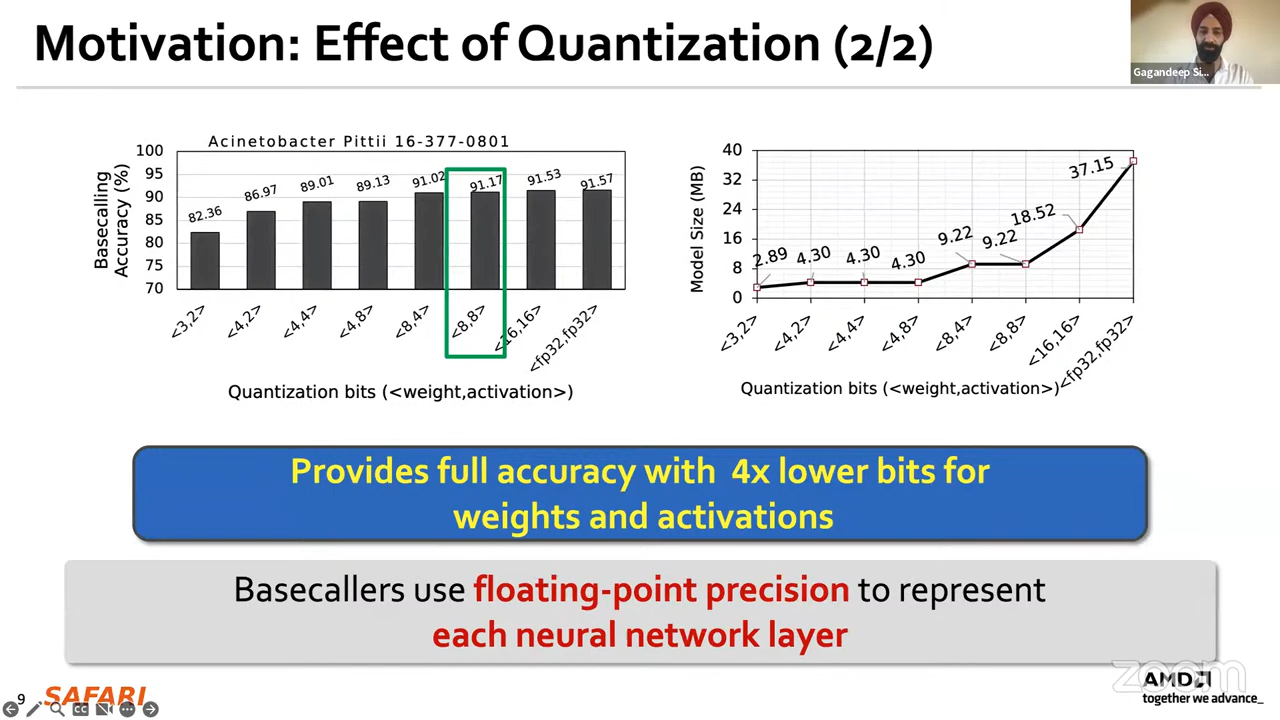 Motivation: Effect of Quantization (2/2)
Gagandeep Si...
Acinetobacter Pittii 16-377-0801
Basecalling
Accuracy (%)
100
95
90
85
80
75
70
82.36
86.97
89.01
89.13
91.02
91.17
91.53
91.57
<3,2>
<4,2>
<4,4>
<4,8>
<8,4>
<8,8>
<16,16>
<fp32,fp32>
Quantization bits (<weight,activation>)
Model Size (MB)
40
32
24
16
8
0
2.89
4.30
4.30
4.30
9.22
9.22
18.52
37.15
<3,2>
<4,2>
<4,4>
<4,8>
<8,4>
<8,8>
<16,16>
<fp32,fp32>
Quantization bits (<weight,activation>)
Provides full accuracy with 4x lower bits for
weights and activations
Basecallers use floating-point precision to represent
each neural network layer
9
SAFARI
CC
zoom
AMD
together we advance_